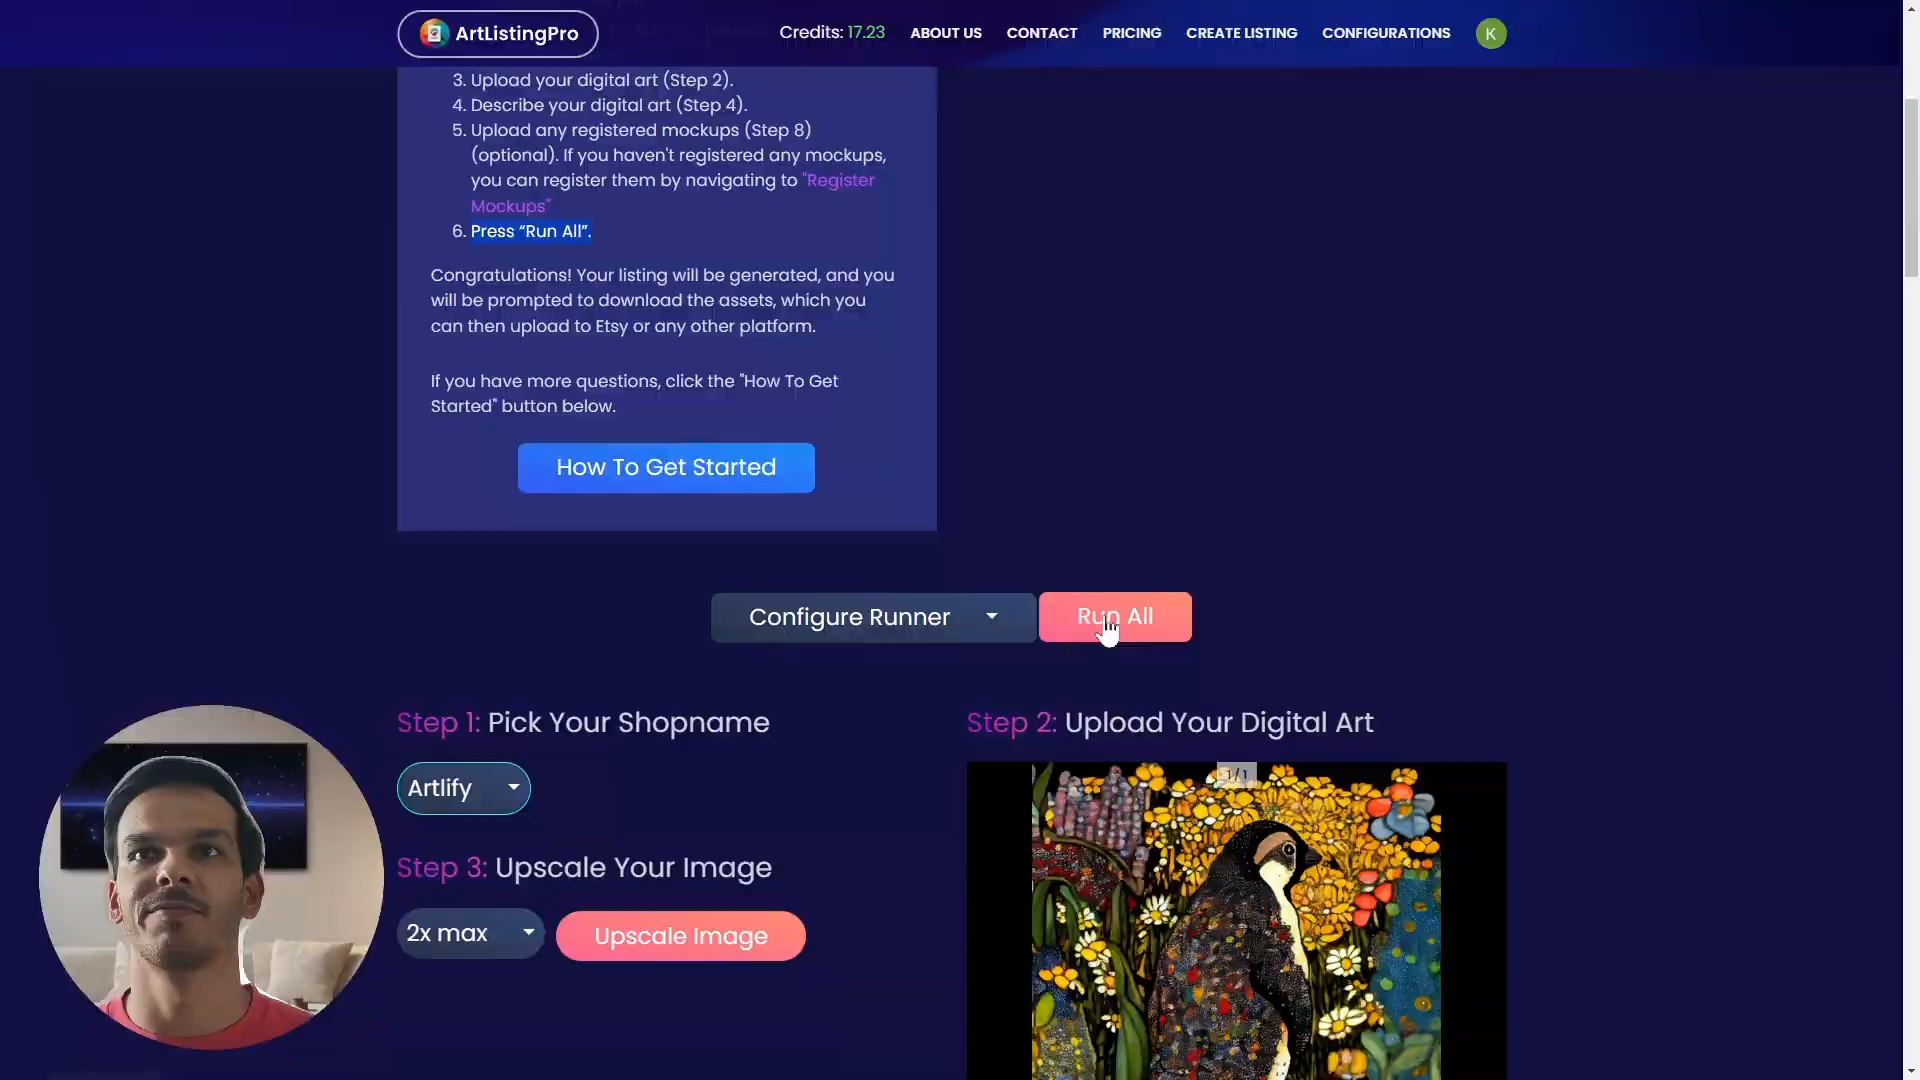 ArtListingPro
Credits: 17.23
ABOUT US
CONTACT
PRICING
CREATE LISTING
CONFIGURATIONS
K
3. Upload your digital art (Step 2).
4. Describe your digital art (Step 4).
5. Upload any registered mockups (Step 8)
(optional). If you haven't registered any mockups,
you can register them by navigating to "Register
Mockups"
6. Press “Run All”.
Congratulations! Your listing will be generated, and you
will be prompted to download the assets, which you
can then upload to Etsy or any other platform.
If you have more questions, click the "How To Get
Started" button below.
How To Get Started
Configure Runner
Run All
Step 1: Pick Your Shopname
Artlify
Step 2: Upload Your Digital Art
1/1
Step 3: Upscale Your Image
2x max
Upscale Image